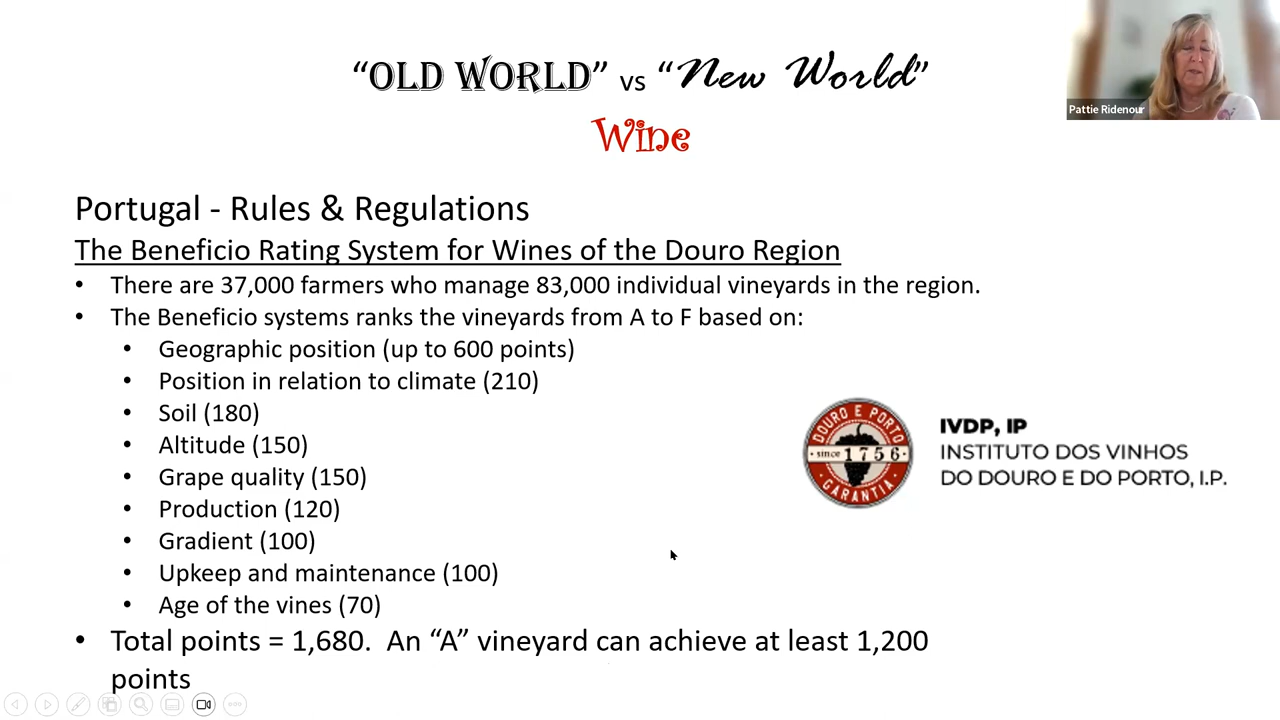 “OLD WORLD” vs “New World”
Wine
Pattie Ridenour
Portugal - Rules & Regulations
The Beneficio Rating System for Wines of the Douro Region
• There are 37,000 farmers who manage 83,000 individual vineyards in the region.
• The Beneficio systems ranks the vineyards from A to F based on:
• Geographic position (up to 600 points)
• Position in relation to climate (210)
• Soil (180)
• Altitude (150)
• Grape quality (150)
• Production (120)
• Gradient (100)
• Upkeep and maintenance (100)
• Age of the vines (70)
• Total points = 1,680. An “A” vineyard can achieve at least 1,200
points
DOURO E PORTO
• since 1756 •
GARANTIA
IVDP, IP
INSTITUTO DOS VINHOS
DO DOURO E DO PORTO, I.P.